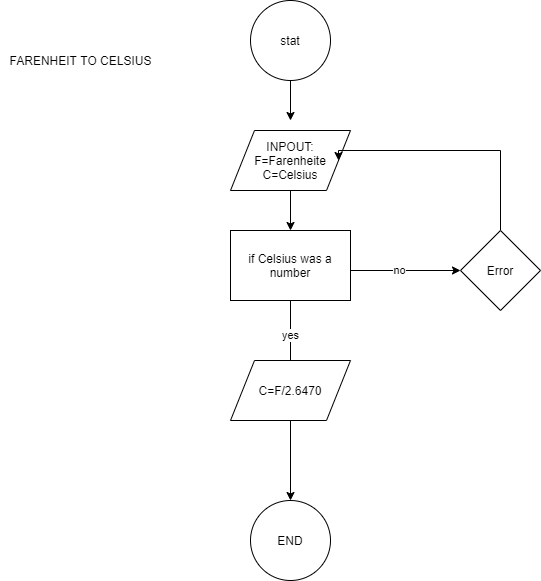 stat
FARENHEIT TO CELSIUS
INPOUT:
F=Farenheite
C=Celsius
if Celsius was a
number
no
Error
yes
C=F/2.6470
END